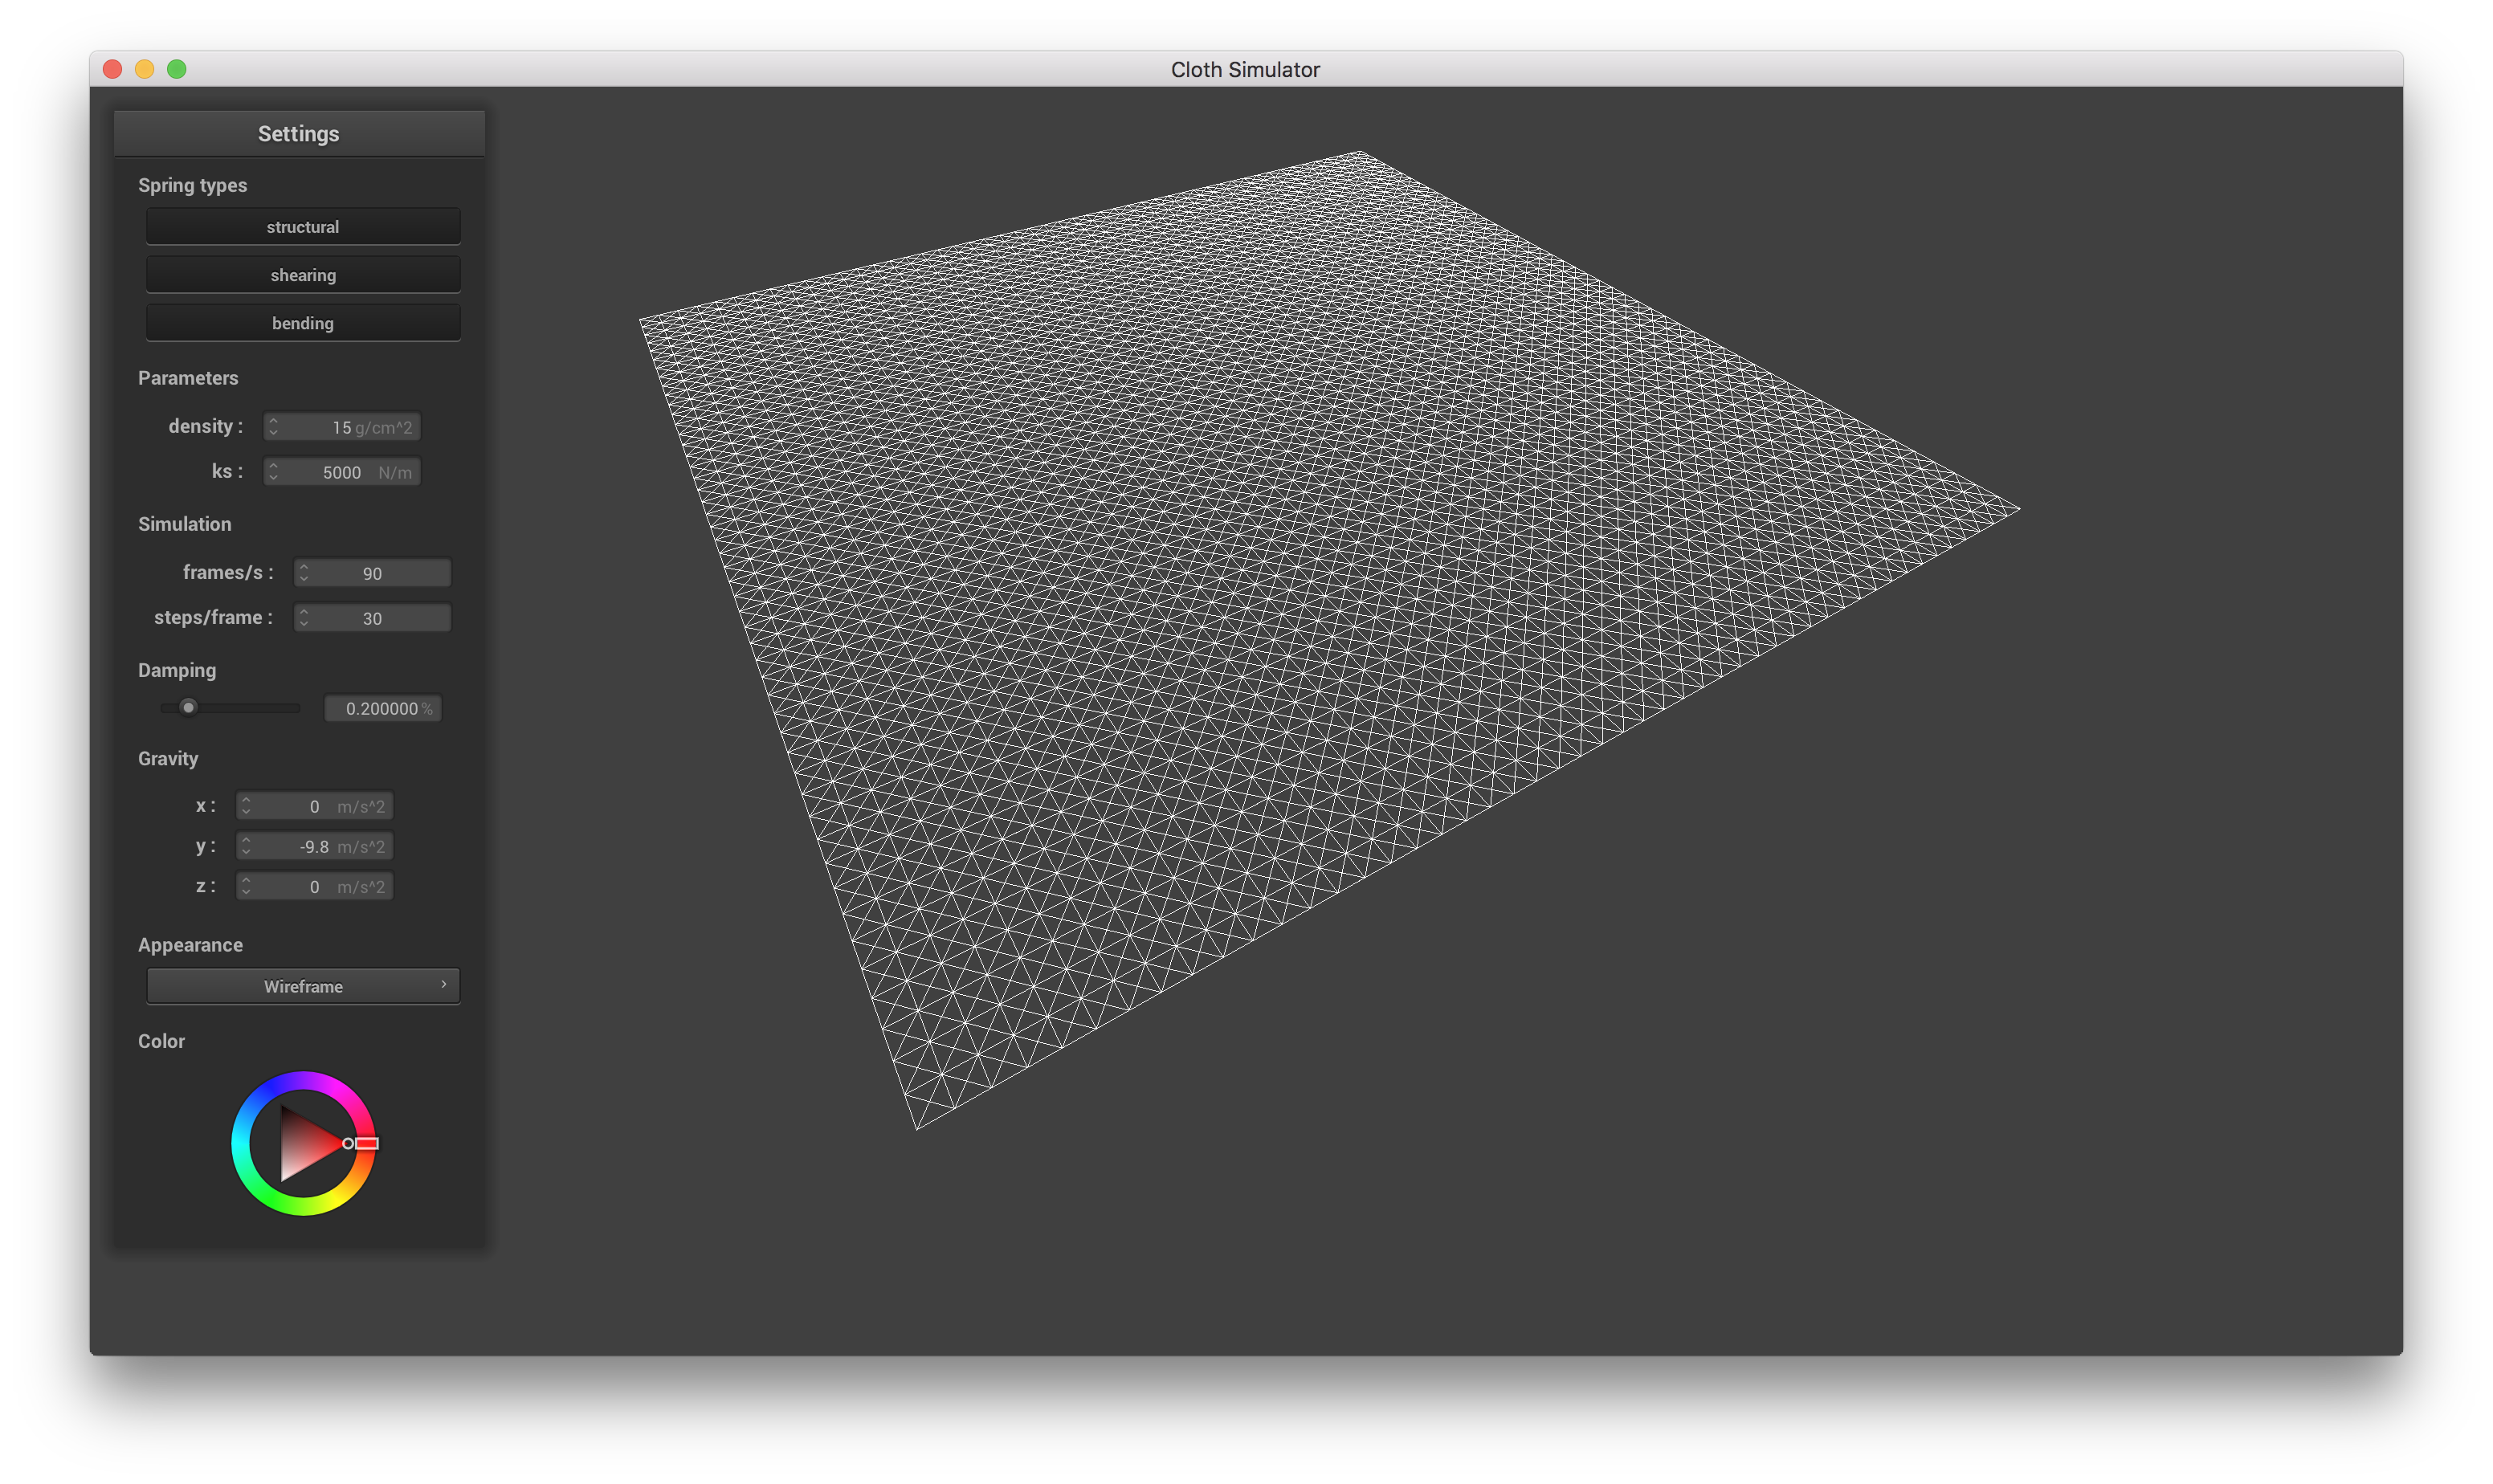 Cloth Simulator
Settings
Spring types
structural
shearing
bending
Parameters
density : 15 g/cm^2
ks : 5000 N/m
Simulation
frames/s : 90
steps/frame : 30
Damping
0.200000 %
Gravity
x : 0 m/s^2
y : -9.8 m/s^2
z : 0 m/s^2
Appearance
Wireframe
Color